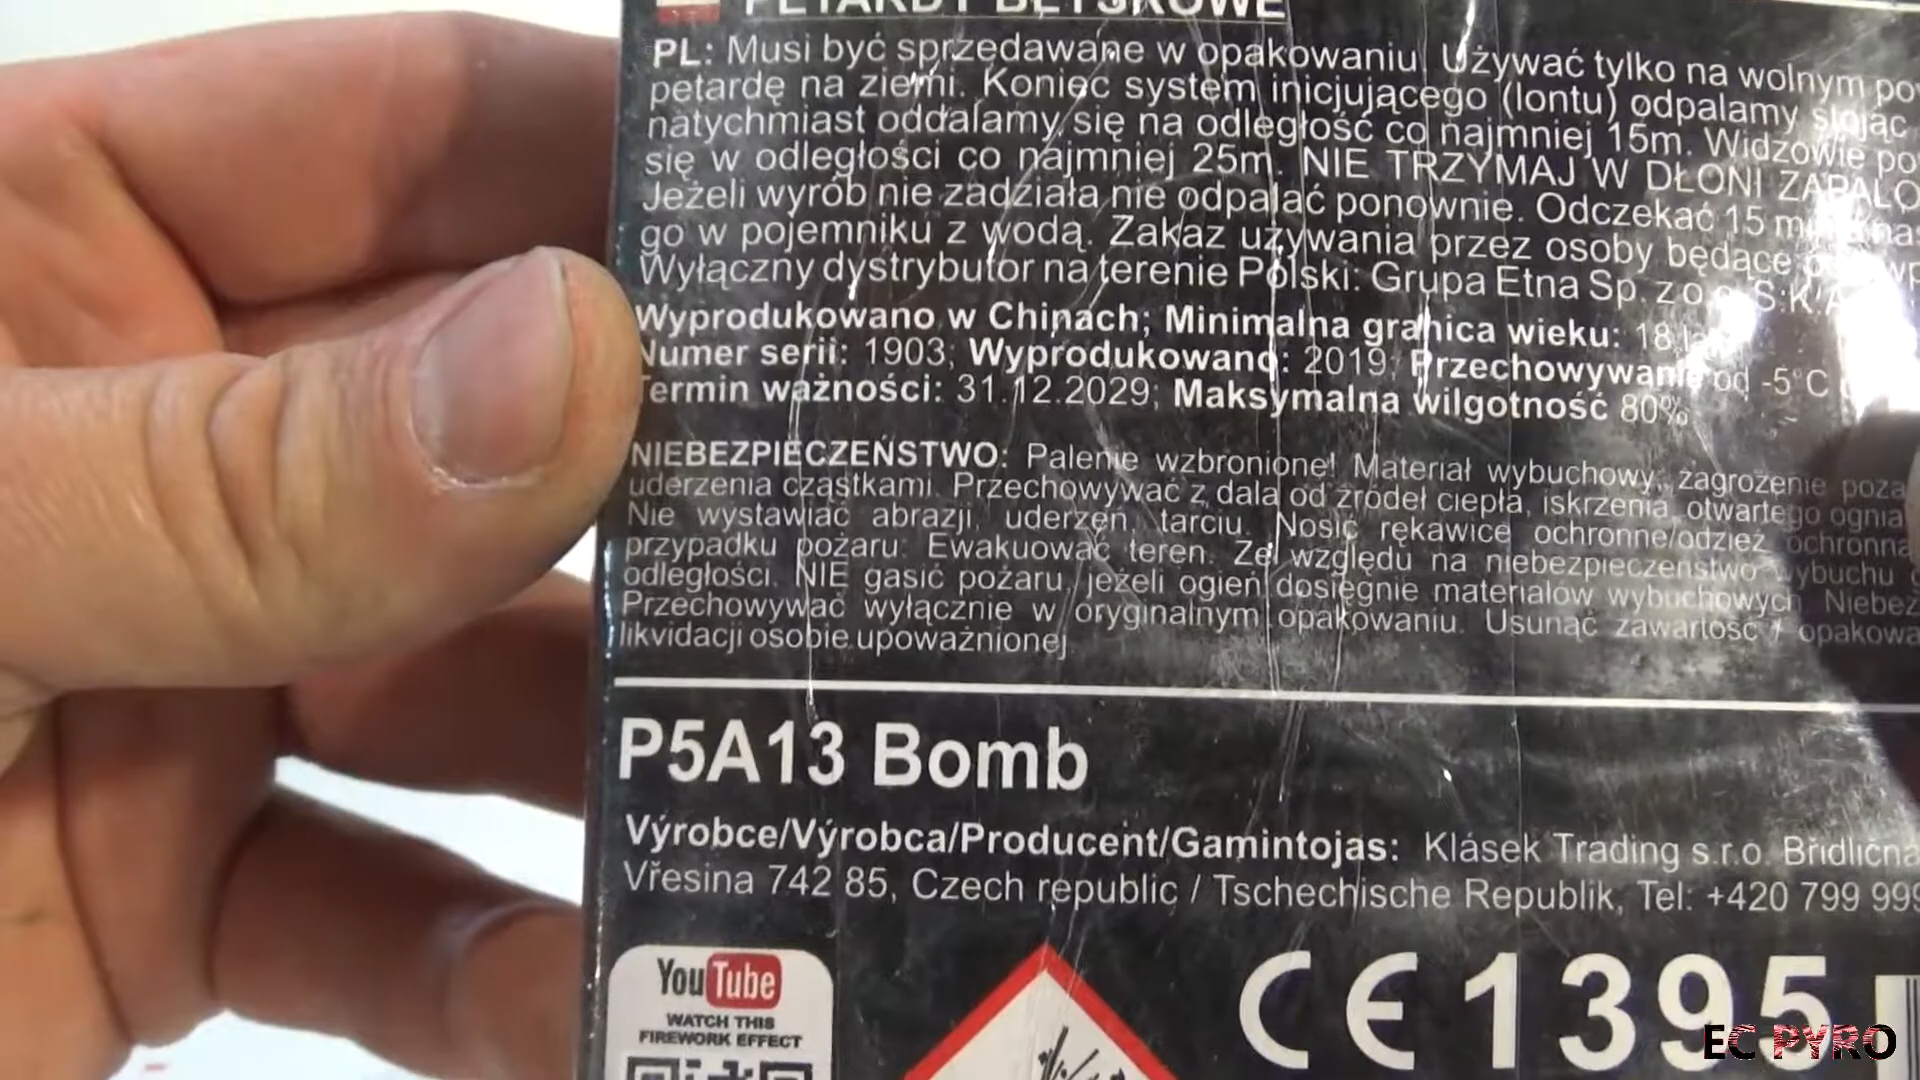 PETARDY BŁYSKOWE
PL: Musi być sprzedawane w opakowaniu. Używać tylko na wolnym
petardę na ziemi. Koniec system inicjującego (lontu) odpalamy stojąc
natychmiast oddalamy się na odległość co najmniej 15m. Widzowie
się w odległości co najmniej 25m. NIE TRZYMAJ W DŁONI
Jeżeli wyrób nie zadziała nie odpalać ponownie. Odczekać 15
go w pojemniku z wodą. Zakaz używania przez osoby będące
Wyłączny dystrybutor na terenie Polski: Grupa Etna Sp. z o.o. S.K.A.
Wyprodukowano w Chinach; Minimalna granica wieku: 18
Numer serii: 1903; Wyprodukowano: 2019; Przechowywanie od -5°C
Termin ważności: 31.12.2029; Maksymalna wilgotność 80%
NIEBEZPIECZEŃSTWO: Palenie wzbronione! Materiał wybuchowy; zagrożenie
uderzenia cząstkami. Przechowywać z dala od źródeł ciepła, iskrzenia, otwartego ognia
Nie wystawiać abrazji, uderzeń, tarciu. Nosić rękawice ochronne/odzież ochronną
przypadku pożaru: Ewakuować teren. Ze względu na niebezpieczeństwo wybuchu
odległości. NIE gasić pożaru, jeżeli ogień dosięgnie materiałów wybuchowych.
Przechowywać wyłącznie w oryginalnym opakowaniu. Usunąć zawartość /
likwidacji osobie upoważnionej.
P5A13 Bomb
Výrobce/Výrobca/Producent/Gamintojas: Klásek Trading s.r.o. Břidličná
Vřesina 742 85, Czech republic / Tschechische Republik, Tel: +420 799 999
YouTube
WATCH THIS
FIREWORK EFFECT
CE 1395
EC PYRO